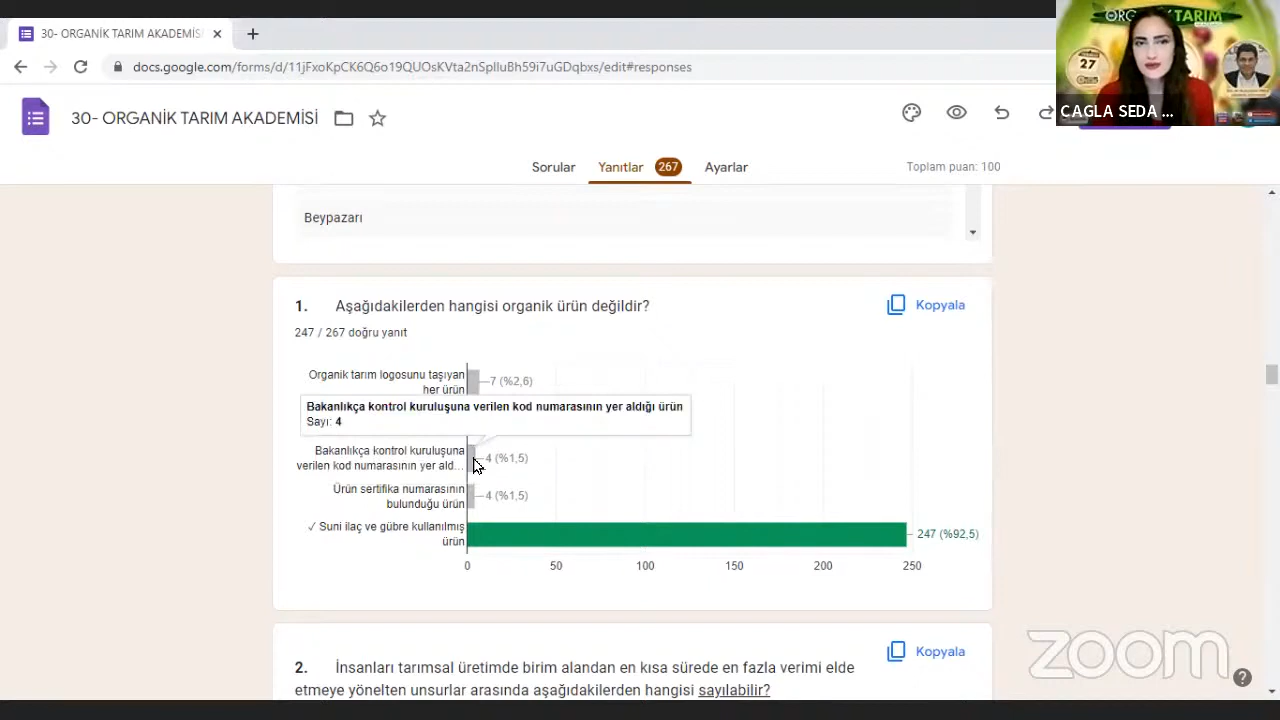 30- ORGANİK TARIM AKADEMİSİ
docs.google.com/forms/d/11jFxoKpCK6Q6nGxQUOsKVta2nSplluBh59i7uGDqbxs/edit#responses
ORGANİK TARIM
27
CAGLA SEDA ...
30- ORGANİK TARIM AKADEMİSİ
Sorular
Yanıtlar 267
Ayarlar
Toplam puan: 100
Beypazarı
1. Aşağıdakilerden hangisi organik ürün değildir?
Kopyala
247 / 267 doğru yanıt
Organik tarım logosunu taşıyan
her ürün
7 (%2,6)
Bakanlıkça kontrol kuruluşuna verilen kod numarasının yer aldığı ürün
Sayı: 4
Bakanlıkça kontrol kuruluşuna
verilen kod numarasının yer ald...
4 (%1,5)
Ürün sertifika numarasının
bulunduğu ürün
4 (%1,5)
✓ Suni ilaç ve gübre kullanılmış
ürün
247 (%92,5)
0 50 100 150 200 250
2. İnsanları tarımsal üretimde birim alandan en kısa sürede en fazla verimi elde
etmeye yönelten unsurlar arasında aşağıdakilerden hangisi sayılabilir?
Kopyala
zoom